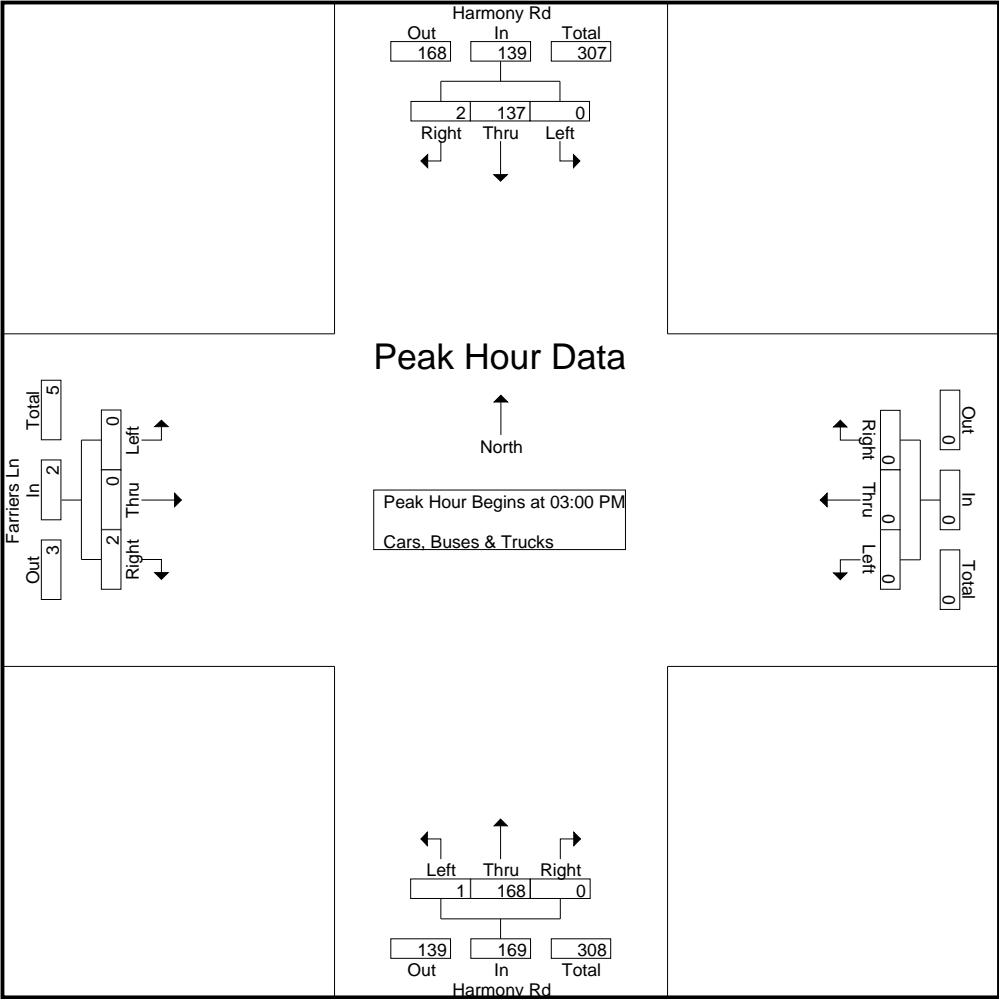 Harmony Rd
Out In Total
168 139 307
2 137 0
Right Thru Left
Peak Hour Data
North
Peak Hour Begins at 03:00 PM
Cars, Buses & Trucks
Farriers Ln
Total In Out
5 2 3
0 0 2
Left Thru Right
Right Thru Left
0 0 0
Out In Total
0 0 0
Left Thru Right
1 168 0
139 169 308
Out In Total
Harmony Rd